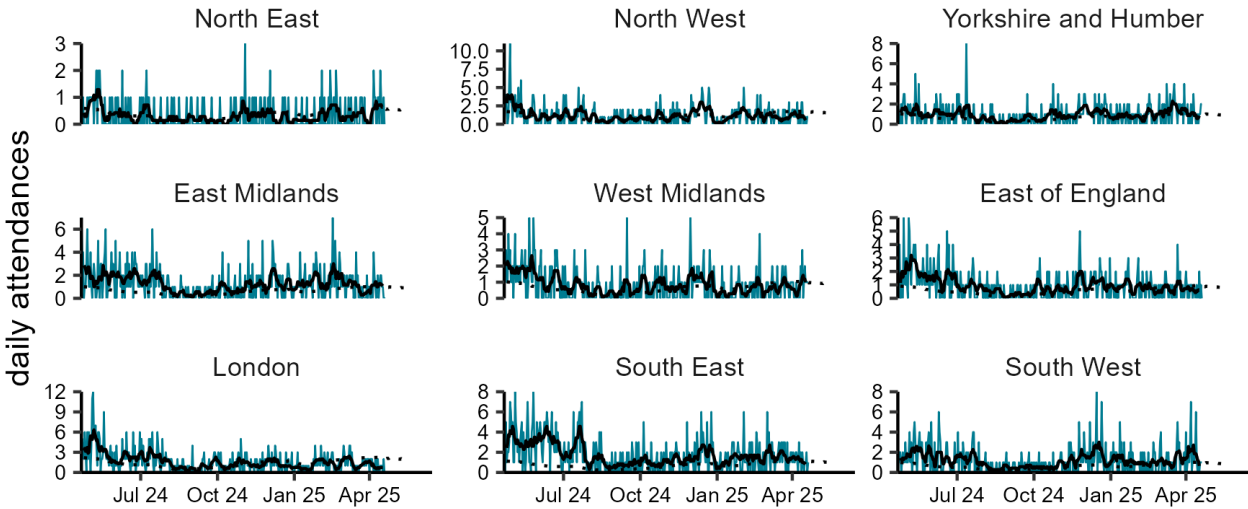 North East North West Yorkshire and Humber
3 10.0 8
2 7.5 6
5.0 4
1 2.5 2
0 0.0 0
daily attendances
East Midlands West Midlands East of England
6 5 6
4 4 5
3 4
2 2 3
1 2
0 0 1
0
London South East South West
12 8 8
9 6 6
6 4 4
3 2 2
0 0 0
Jul 24 Oct 24 Jan 25 Apr 25 Jul 24 Oct 24 Jan 25 Apr 25 Jul 24 Oct 24 Jan 25 Apr 25